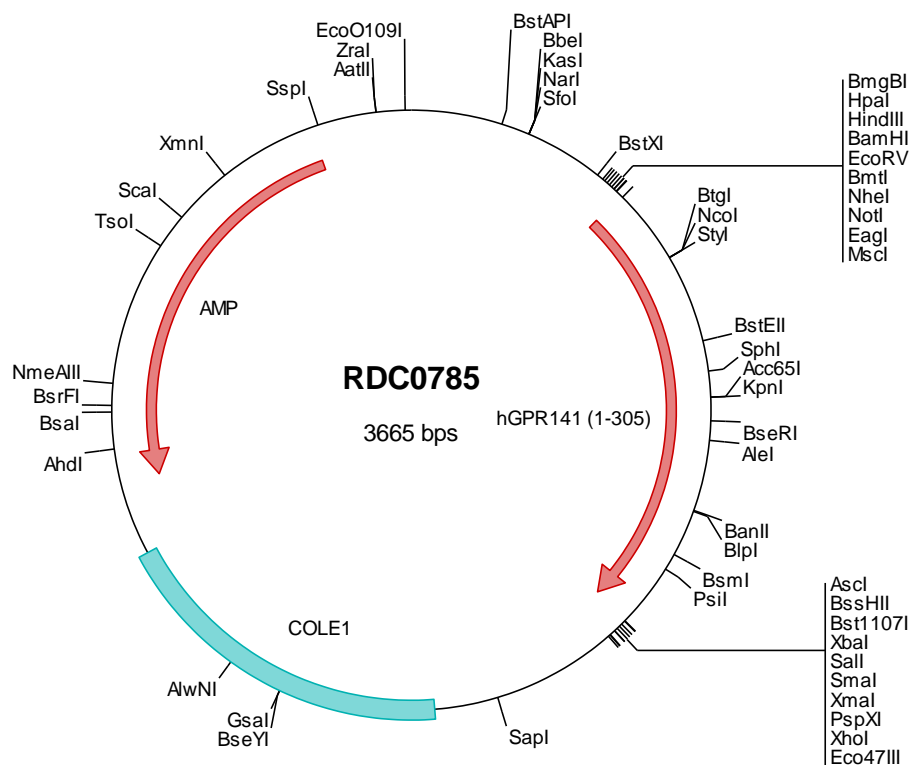 EcoO109I
ZraI
AatII
SspI
XmnI
ScaI
TsoI
NmeAIII
BsrFI
BsaI
AhdI
BstAPI
BbeI
KasI
NarI
SfoI
BstXI
BmgBI
HpaI
HindIII
BamHI
EcoRV
BmtI
NheI
NotI
EagI
MscI
BtgI
NcoI
StyI
BstEII
SphI
Acc65I
KpnI
BseRI
AleI
BanII
BlpI
BsmI
PsiI
AMP
RDC0785
3665 bps
hGPR141 (1-305)
COLE1
AlwNI
GsaI
BseYI
SapI
AscI
BssHII
Bst1107I
XbaI
SalI
SmaI
XmaI
PspXI
XhoI
Eco47III